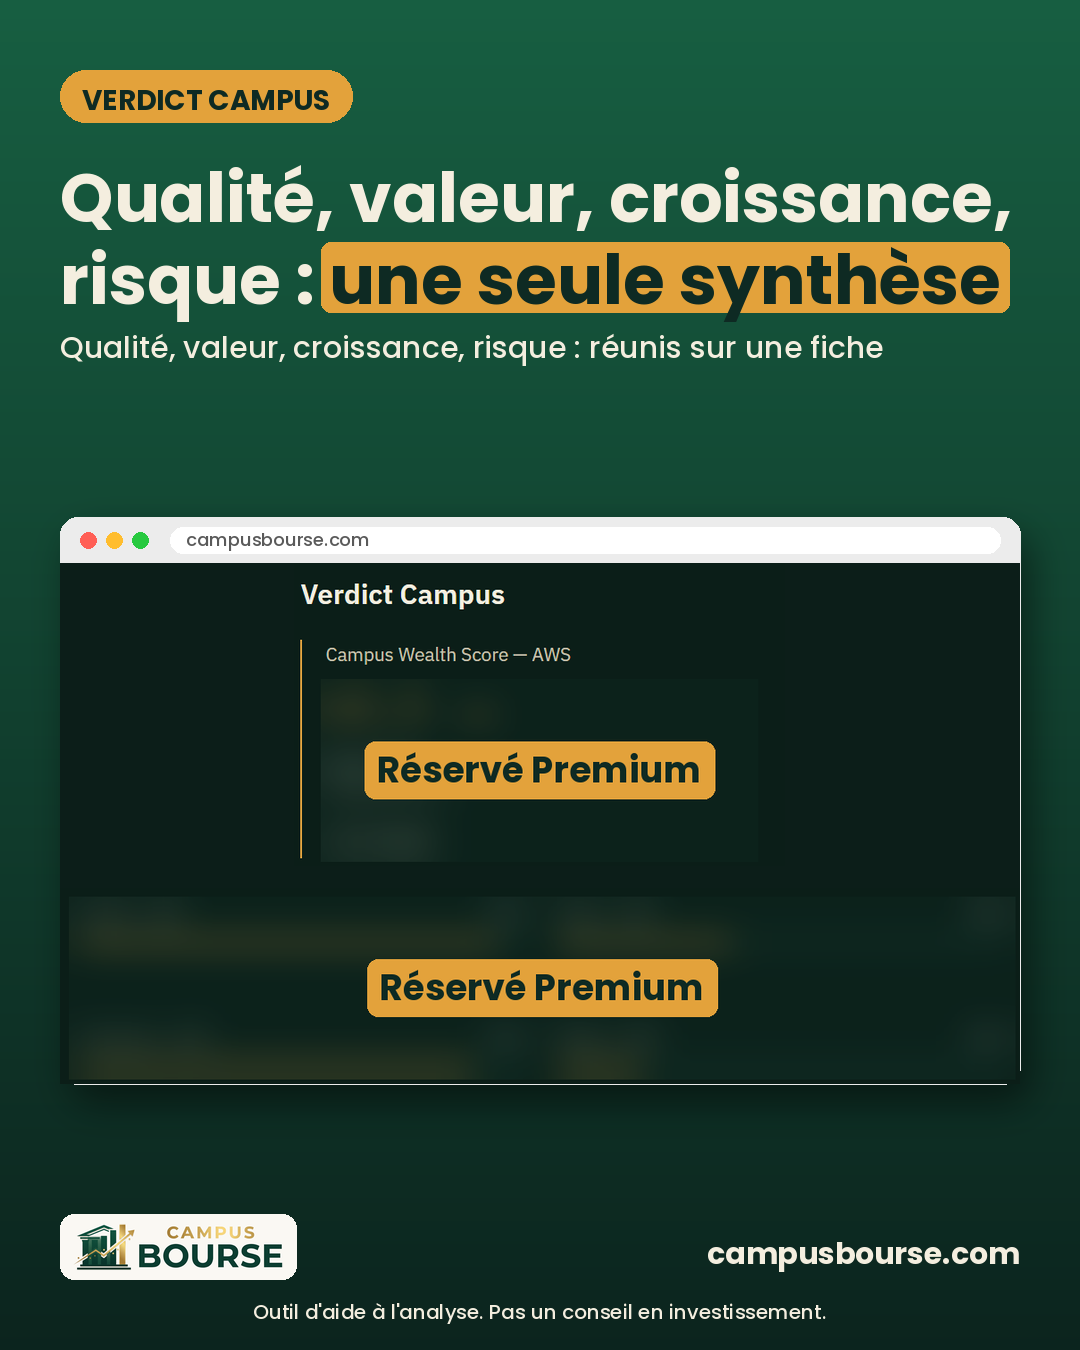 VERDICT CAMPUS
Qualité, valeur, croissance,
risque : une seule synthèse
Qualité, valeur, croissance, risque : réunis sur une fiche
campusbourse.com
Verdict Campus
Campus Wealth Score — AWS
Réservé Premium
Réservé Premium
CAMPUS
BOURSE
campusbourse.com
Outil d'aide à l'analyse. Pas un conseil en investissement.